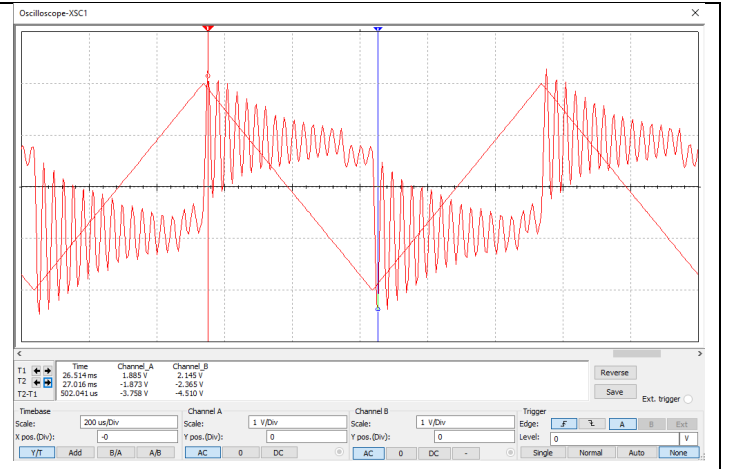 Oscilloscope-XSC1
Time Channel_A Channel_B
T1 26.514 ms 1.885 V 2.145 V
T2 27.016 ms -1.873 V -2.365 V
T2-T1 502.041 us -3.758 V -4.510 V
Reverse
Save
Ext. trigger
Timebase Channel A Channel B Trigger
Scale: 200 us/Div Scale: 1 V/Div Scale: 1 V/Div Edge: A B Ext
X pos.(Div): -0 Y pos.(Div): 0 Y pos.(Div): 0 Level: 0 V
Y/T Add B/A A/B AC 0 DC AC 0 DC - Single Normal Auto None